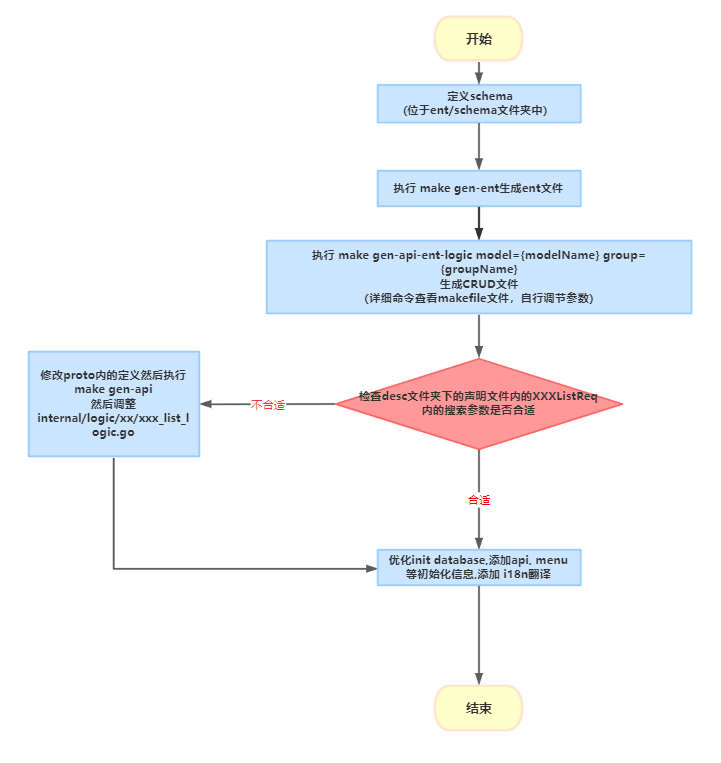 开始
定义schema
(位于ent/schema文件夹中)
执行 make gen-ent生成ent文件
执行 make gen-api-ent-logic model={modelName} group=
{groupName}
生成CRUD文件
(详细命令查看makefile文件，自行调节参数)
检查desc文件夹下的声明文件内的XXXListReq
内的搜索参数是否合适
不合适
修改proto内的定义然后执行
make gen-api
然后调整
internal/logic/xx/xxx_list_l
ogic.go
合适
优化init database,添加api, menu
等初始化信息,添加 i18n翻译
结束